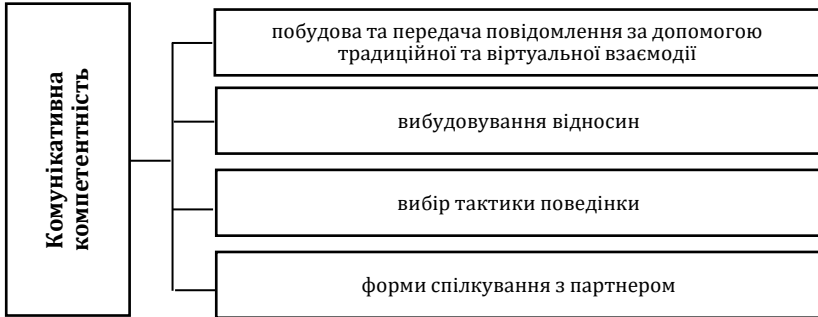 Комунікативна
компетентність
побудова та передача повідомлення за допомогою
традиційної та віртуальної взаємодії
вибудовування відносин
вибір тактики поведінки
форми спілкування з партнером